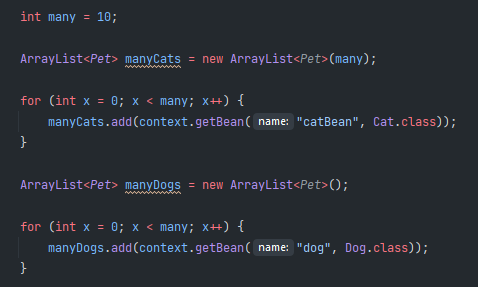 int many = 10;
ArrayList<Pet> manyCats = new ArrayList<Pet>(many);
for (int x = 0; x < many; x++) {
manyCats.add(context.getBean( name: "catBean", Cat.class));
}
ArrayList<Pet> manyDogs = new ArrayList<Pet>();
for (int x = 0; x < many; x++) {
manyDogs.add(context.getBean( name: "dog", Dog.class));
}